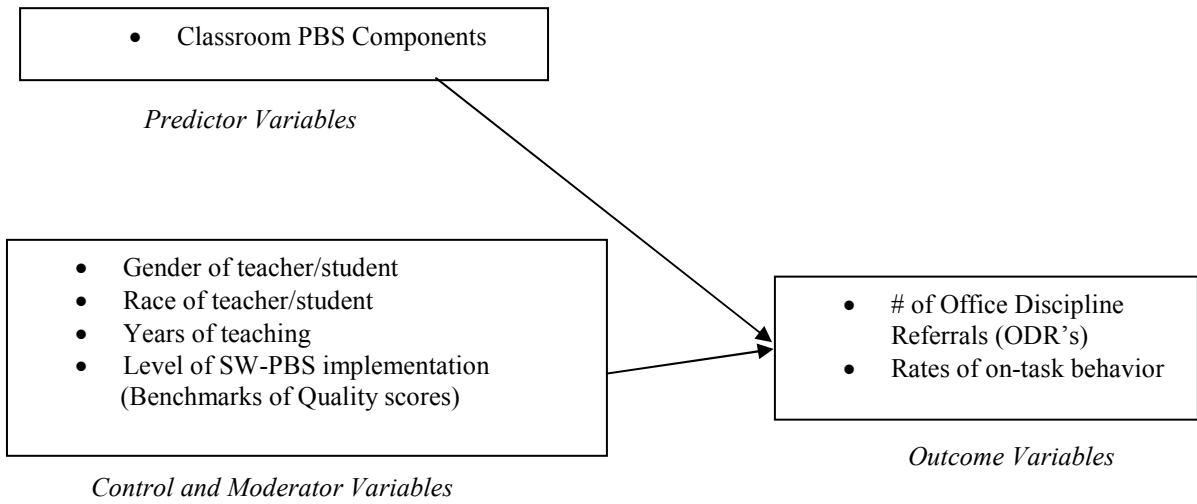 • Classroom PBS Components
Predictor Variables
• Gender of teacher/student
• Race of teacher/student
• Years of teaching
• Level of SW-PBS implementation
(Benchmarks of Quality scores)
Control and Moderator Variables
• # of Office Discipline
Referrals (ODR’s)
• Rates of on-task behavior
Outcome Variables